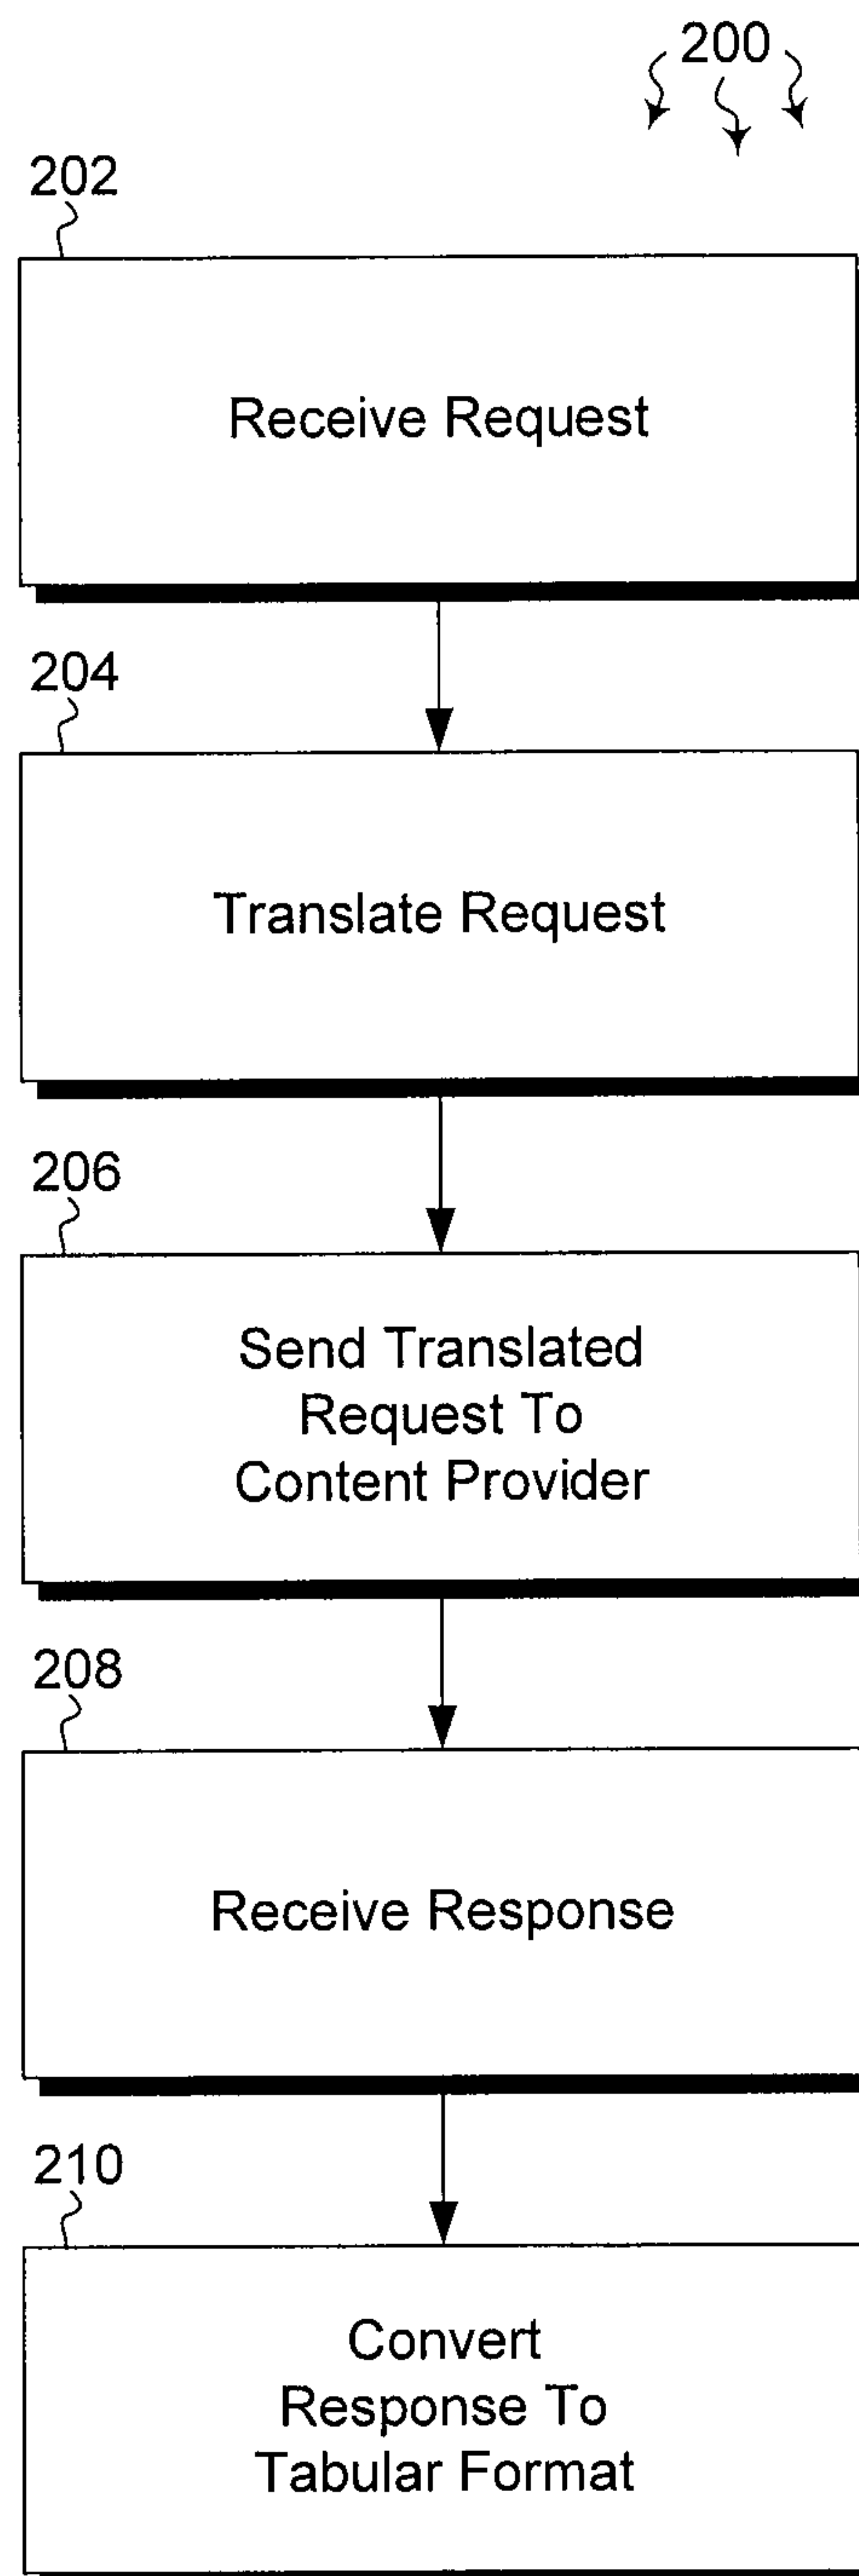 200
202
Receive Request
204
Translate Request
206
Send Translated
Request To
Content Provider
208
Receive Response
210
Convert
Response To
Tabular Format